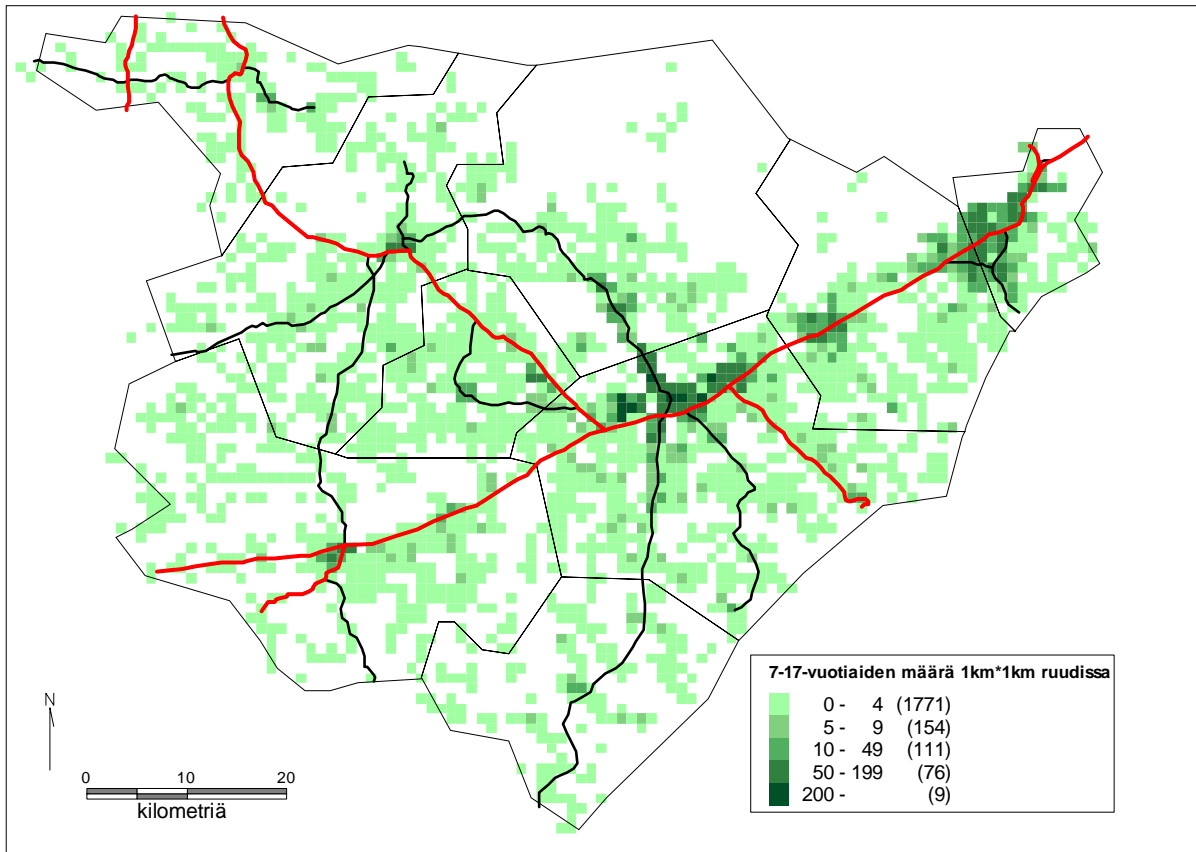 7-17-vuotiaiden määrä 1km*1km ruudissa
0 - 4 (1771)
5 - 9 (154)
10 - 49 (111)
50 - 199 (76)
200 - (9)
N
0 10 20
kilometriä